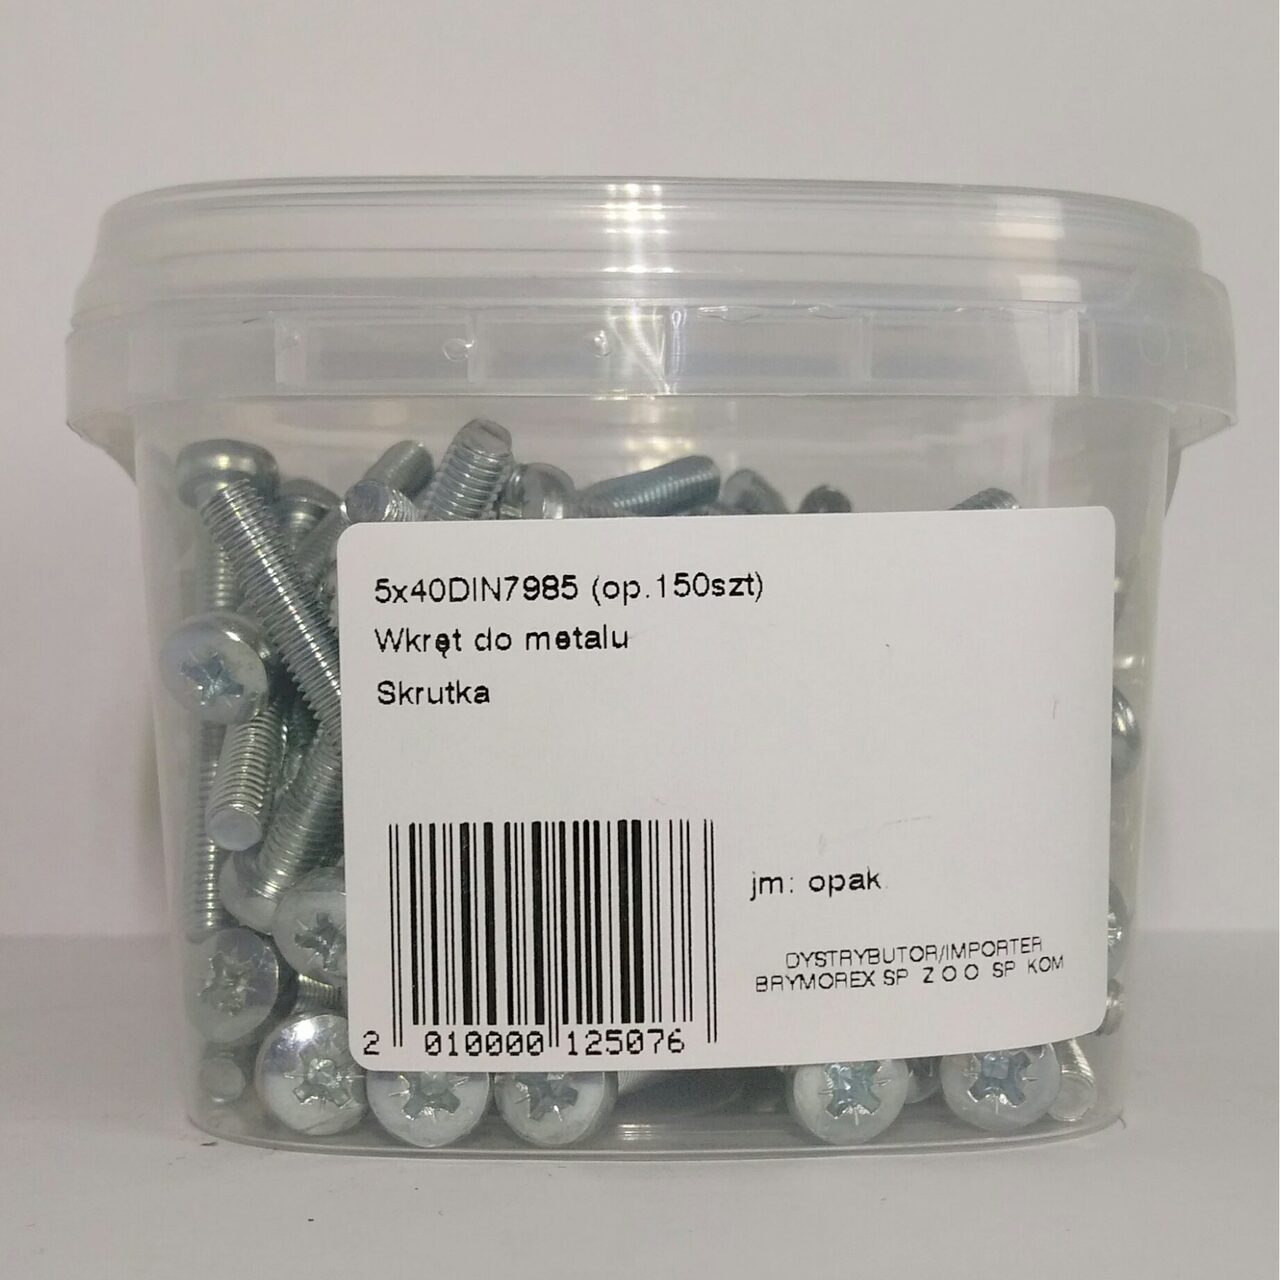 5x40DIN7985 (op.150szt)
Wkręt do metalu
Skrutka
jm: opak.
DYSTRYBUTOR/IMPORTER
BRYMOREX SP Z O O SP KOM
2 010000 125076